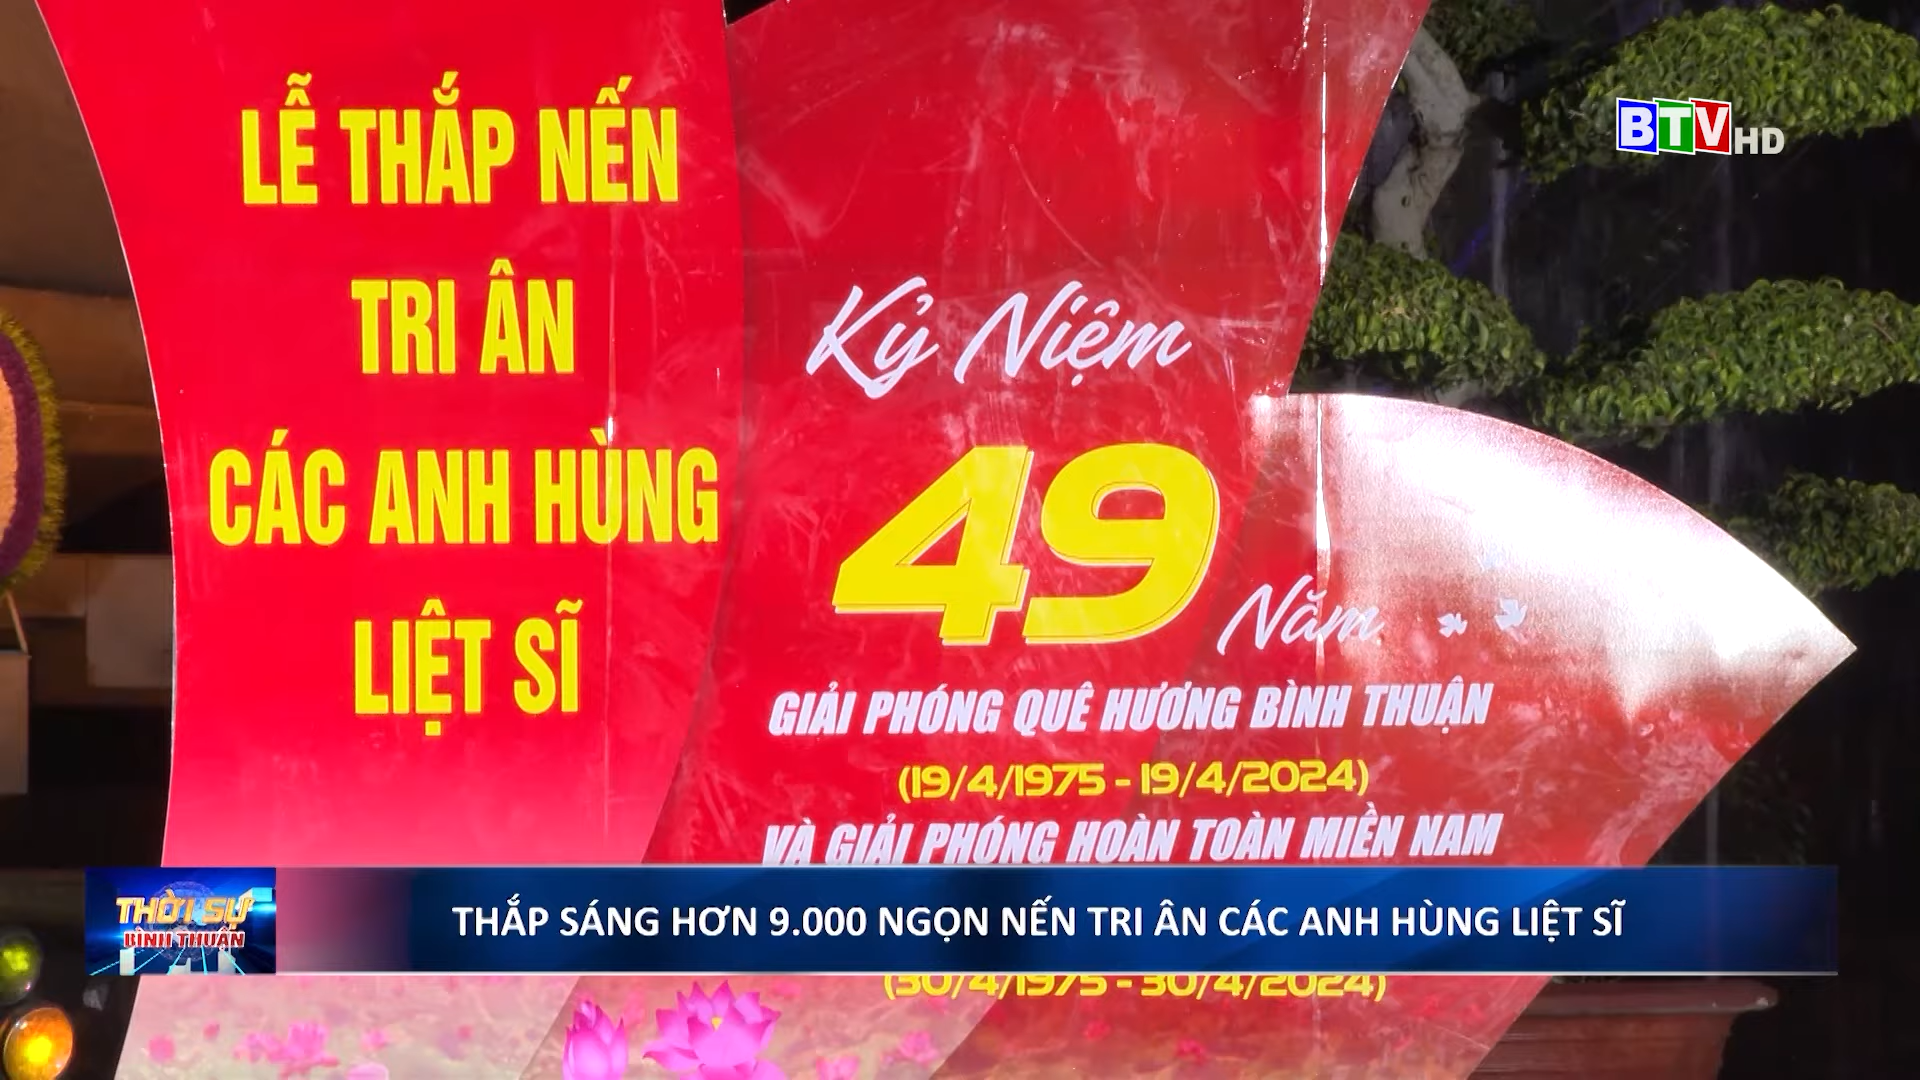 LỄ THẮP NẾN
TRI ÂN
CÁC ANH HÙNG
LIỆT SĨ
Kỷ Niệm
49
Năm
GIẢI PHÓNG QUÊ HƯƠNG BÌNH THUẬN
(19/4/1975 - 19/4/2024)
VÀ GIẢI PHÓNG HOÀN TOÀN MIỀN NAM
(30/4/1975 - 30/4/2024)
BTV HD
THỜI SỰ
BÌNH THUẬN
THẮP SÁNG HƠN 9.000 NGỌN NẾN TRI ÂN CÁC ANH HÙNG LIỆT SĨ